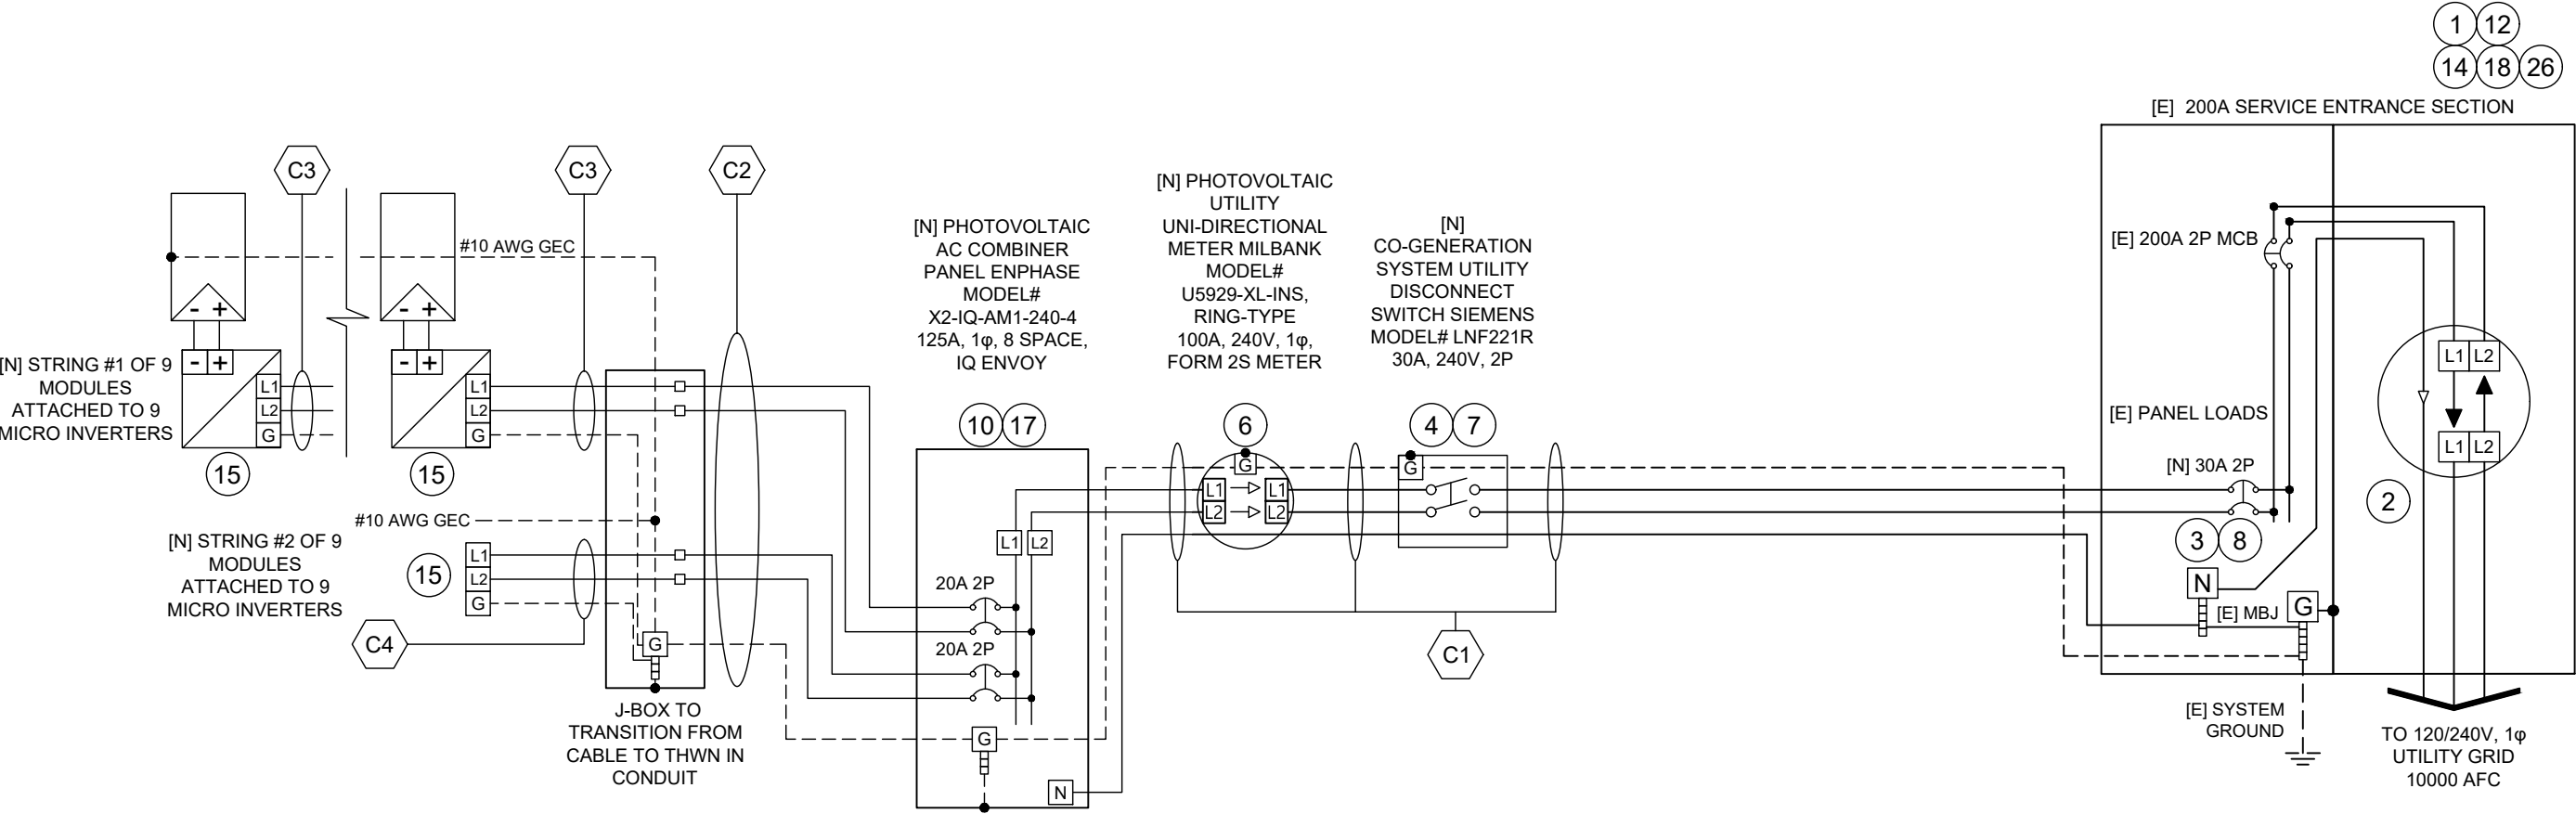 1
12
14
18
26
[E] 200A SERVICE ENTRANCE SECTION
C3
C3
C2
#10 AWG GEC
- +
- +
- +
- +
[N] STRING #1 OF 9
MODULES
ATTACHED TO 9
MICRO INVERTERS
L1
L2
G
L1
L2
G
15
15
#10 AWG GEC
[N] STRING #2 OF 9
MODULES
ATTACHED TO 9
MICRO INVERTERS
15
L1
L2
G
C4
G
J-BOX TO
TRANSITION FROM
CABLE TO THWN IN
CONDUIT
[N] PHOTOVOLTAIC
AC COMBINER
PANEL ENPHASE
MODEL#
X2-IQ-AM1-240-4
125A, 1φ, 8 SPACE,
IQ ENVOY
10
17
L1
L2
20A 2P
20A 2P
G
N
[N] PHOTOVOLTAIC
UTILITY
UNI-DIRECTIONAL
METER MILBANK
MODEL#
U5929-XL-INS,
RING-TYPE
100A, 240V, 1φ,
FORM 2S METER
6
G
L1
L1
L2
L2
[N]
CO-GENERATION
SYSTEM UTILITY
DISCONNECT
SWITCH SIEMENS
MODEL# LNF221R
30A, 240V, 2P
4
7
G
C1
[E] 200A 2P MCB
[E] PANEL LOADS
[N] 30A 2P
3
8
N
[E] MBJ
G
L1
L2
L1
L2
2
[E] SYSTEM
GROUND
TO 120/240V, 1φ
UTILITY GRID
10000 AFC